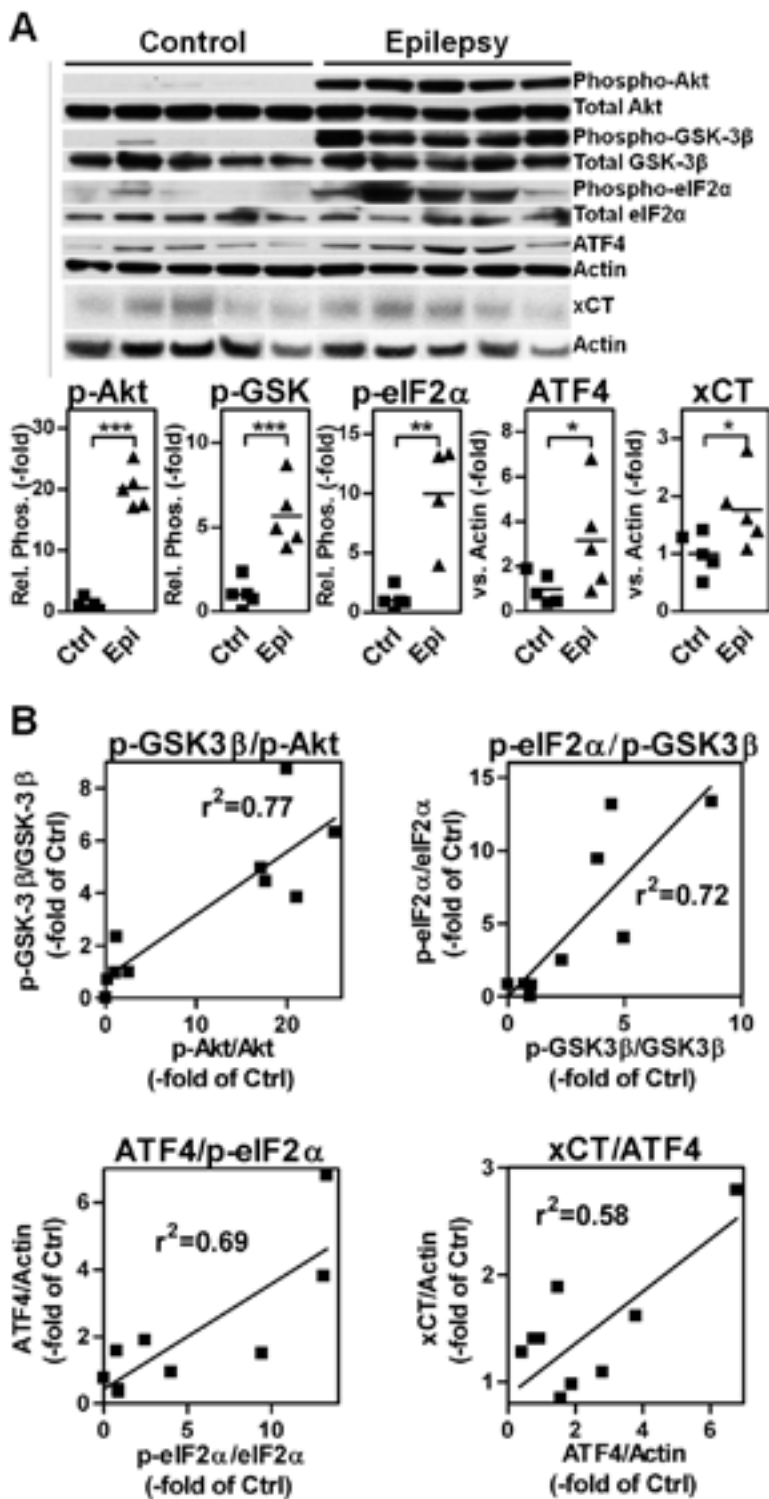 A
Control Epilepsy
Phospho-Akt
Total Akt
Phospho-GSK-3β
Total GSK-3β
Phospho-eIF2α
Total eIF2α
ATF4
Actin
xCT
Actin
p-Akt p-GSK p-eIF2α ATF4 xCT
Rel. Phos. (-fold)
30
20
10
0
***
Ctrl Epi
Rel. Phos. (-fold)
10
5
0
***
Ctrl Epi
Rel. Phos. (-fold)
15
10
5
0
**
Ctrl Epi
vs. Actin (-fold)
8
6
4
2
0
*
Ctrl Epi
vs. Actin (-fold)
3
2
1
0
*
Ctrl Epi
B
p-GSK3β/p-Akt
p-GSK-3β/GSK-3β
(-fold of Ctrl)
8
6
4
2
0
r²=0.77
0 10 20
p-Akt/Akt
(-fold of Ctrl)
p-eIF2α/p-GSK3β
p-eIF2α/eIF2α
(-fold of Ctrl)
15
10
5
0
r²=0.72
0 5 10
p-GSK3β/GSK3β
(-fold of Ctrl)
ATF4/p-eIF2α
ATF4/Actin
(-fold of Ctrl)
6
4
2
0
r²=0.69
0 5 10
p-eIF2α/eIF2α
(-fold of Ctrl)
xCT/ATF4
xCT/Actin
(-fold of Ctrl)
3
2
1
r²=0.58
0 2 4 6
ATF4/Actin
(-fold of Ctrl)